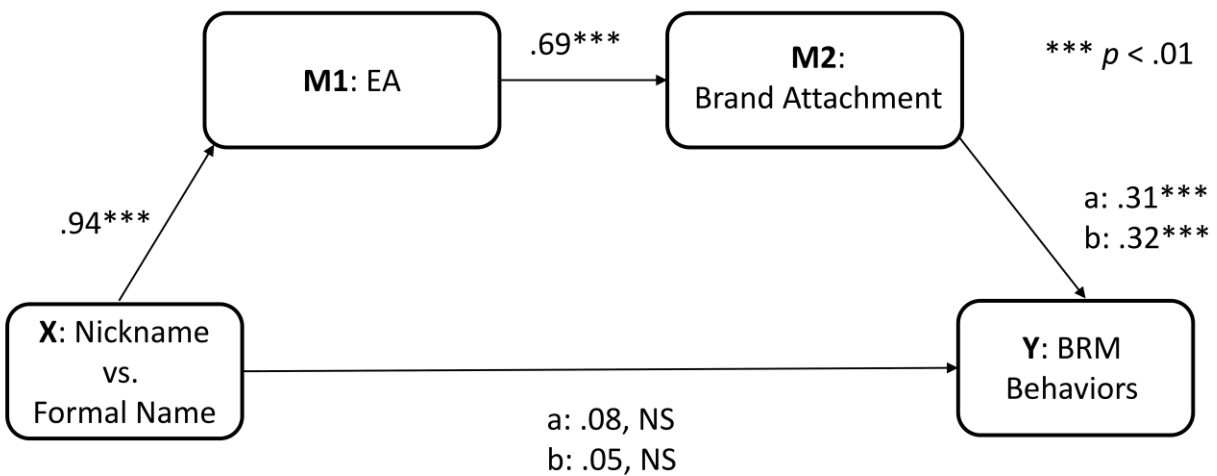 .69***
*** p < .01
M1: EA
M2:
Brand Attachment
.94***
a: .31***
b: .32***
X: Nickname
vs.
Formal Name
Y: BRM
Behaviors
a: .08, NS
b: .05, NS